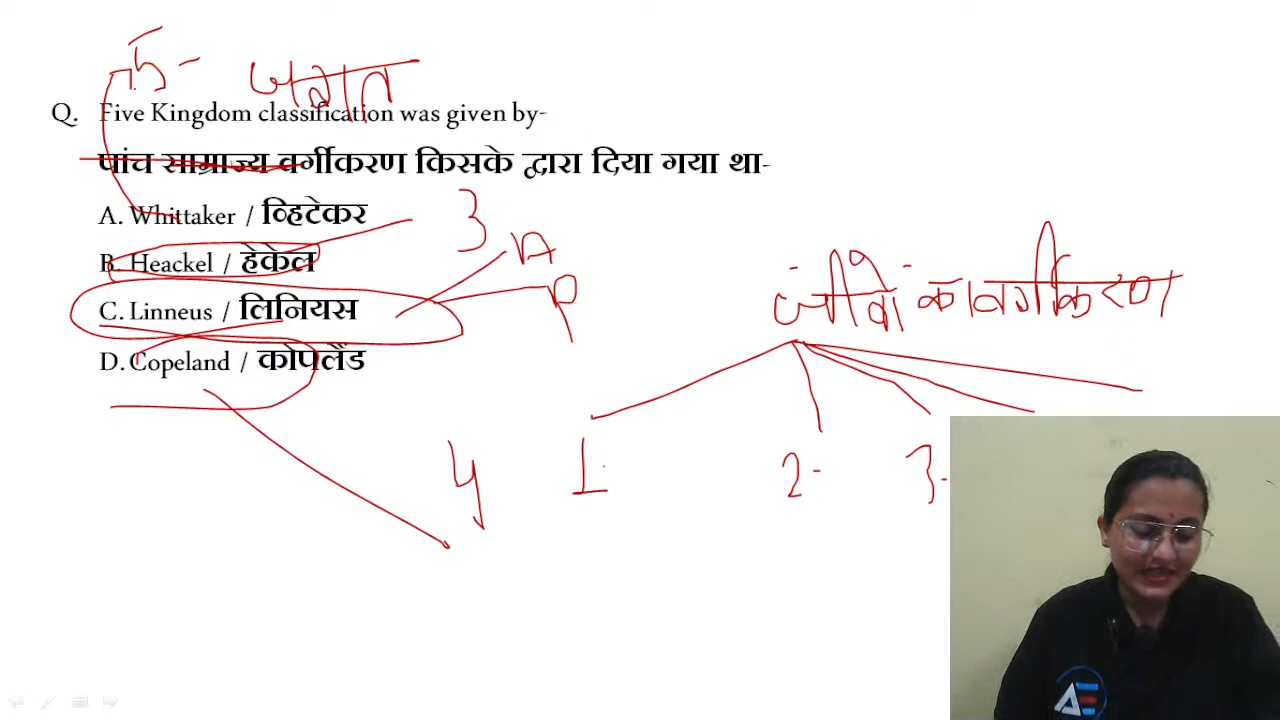 5 - जगत
Q. Five Kingdom classification was given by-
पांच साम्राज्य वर्गीकरण किसके द्वारा दिया गया था-
A. Whittaker / व्हिटेकर
3
B. Heackel / हेकेल
A
P
C. Linneus / लिनियस
जीवों का वर्गीकरण
D. Copeland / कोपलैंड
4
1-
2-
3-
AE